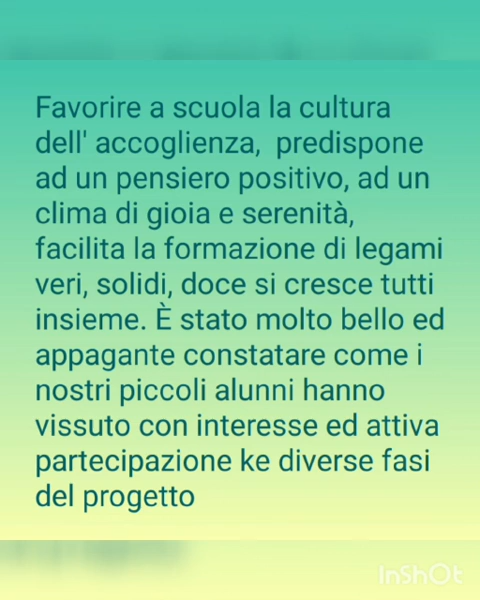 Favorire a scuola la cultura
dell' accoglienza,  predispone
ad un pensiero positivo, ad un
clima di gioia e serenità,
facilita la formazione di legami
veri, solidi, doce si cresce tutti
insieme. È stato molto bello ed
appagante constatare come i
nostri piccoli alunni hanno
vissuto con interesse ed attiva
partecipazione ke diverse fasi
del progetto
InShOt